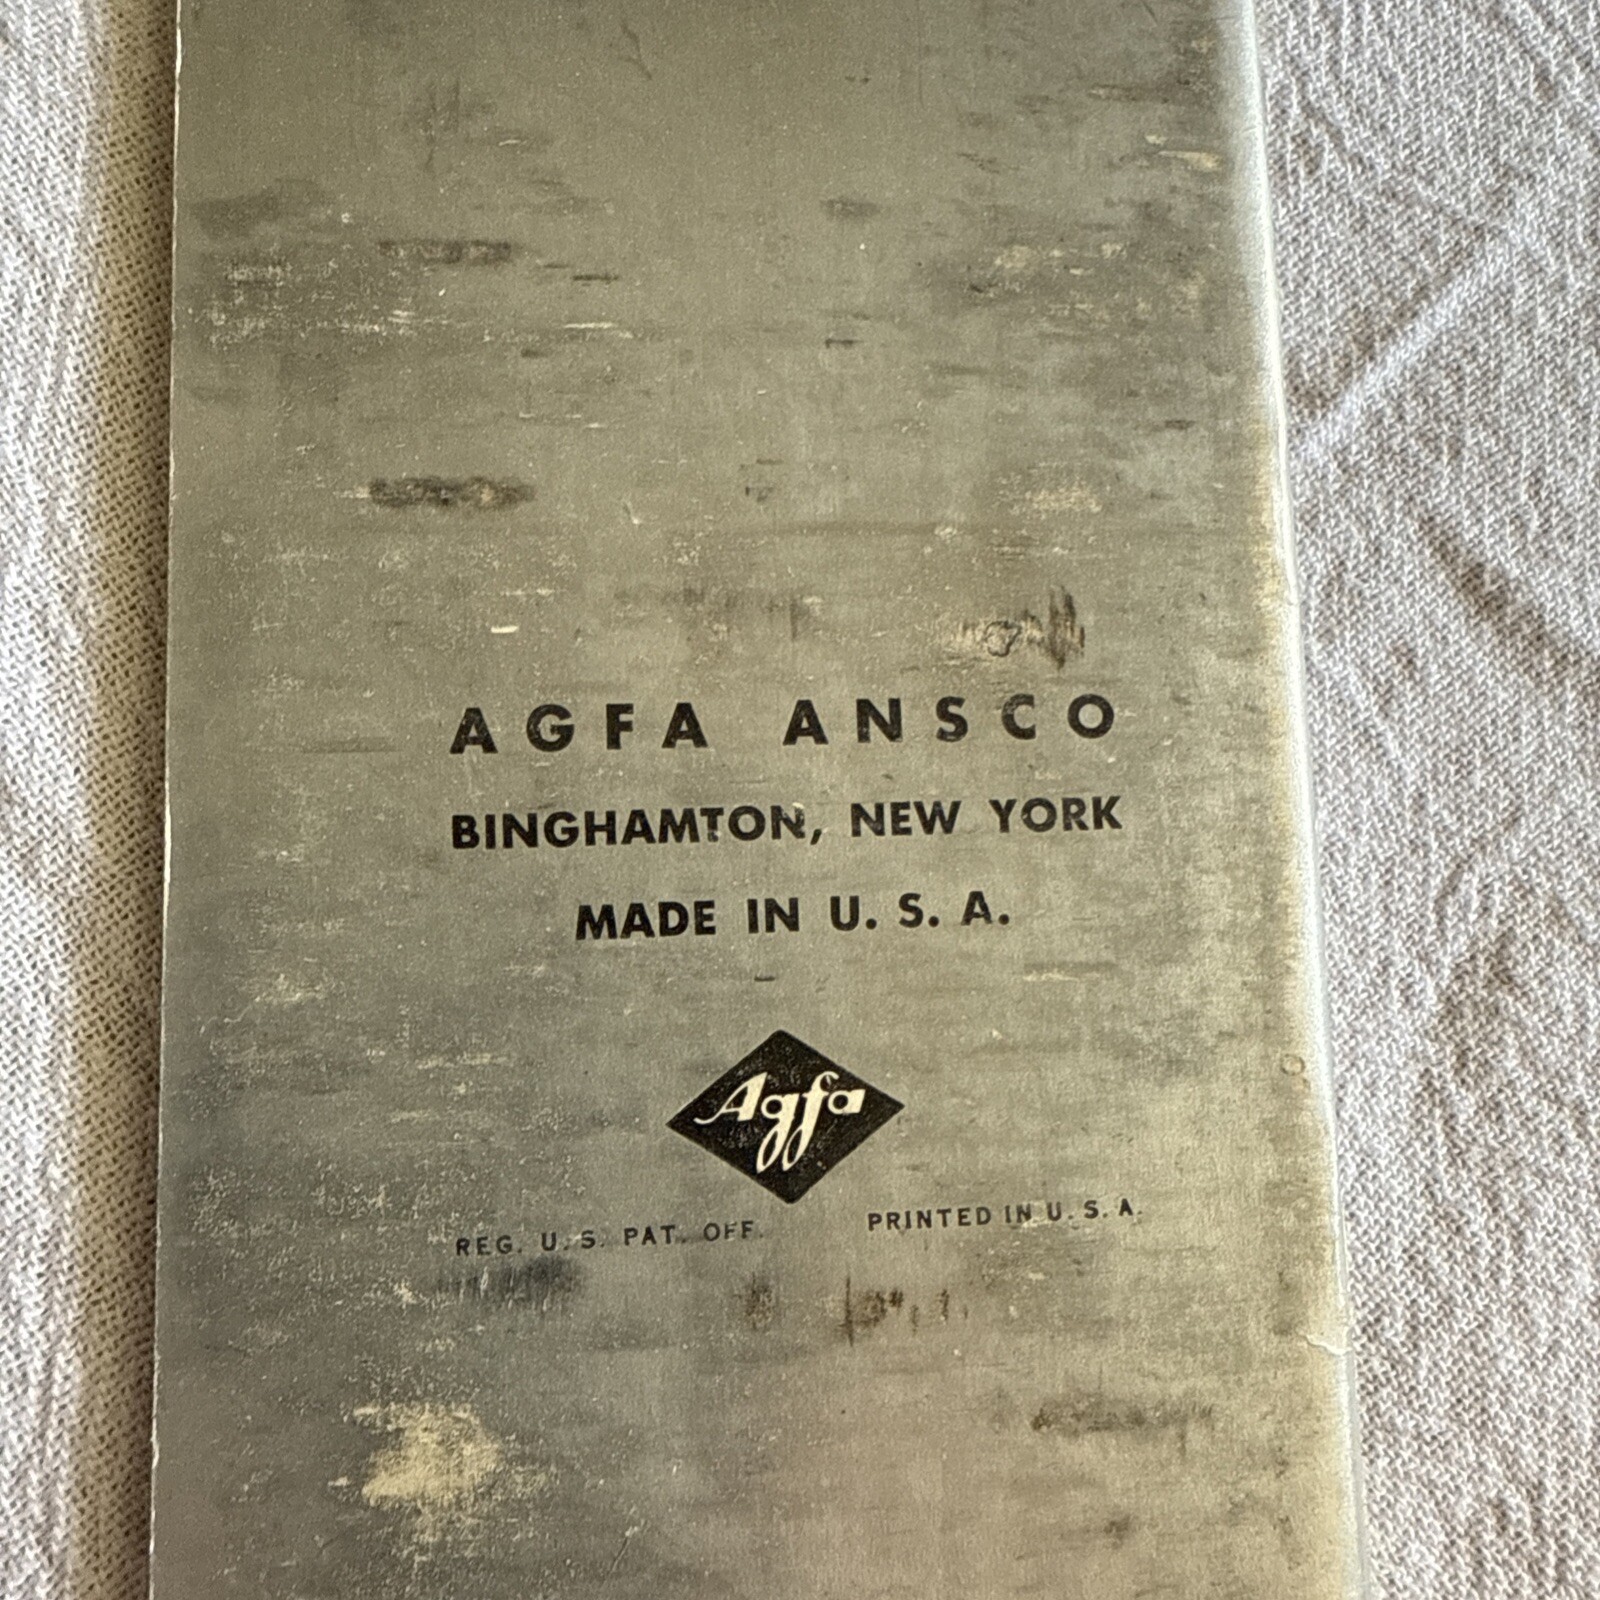 AGFA ANSCO
BINGHAMTON, NEW YORK
MADE IN U. S. A.
Agfa
REG. U. S. PAT. OFF. PRINTED IN U. S. A.